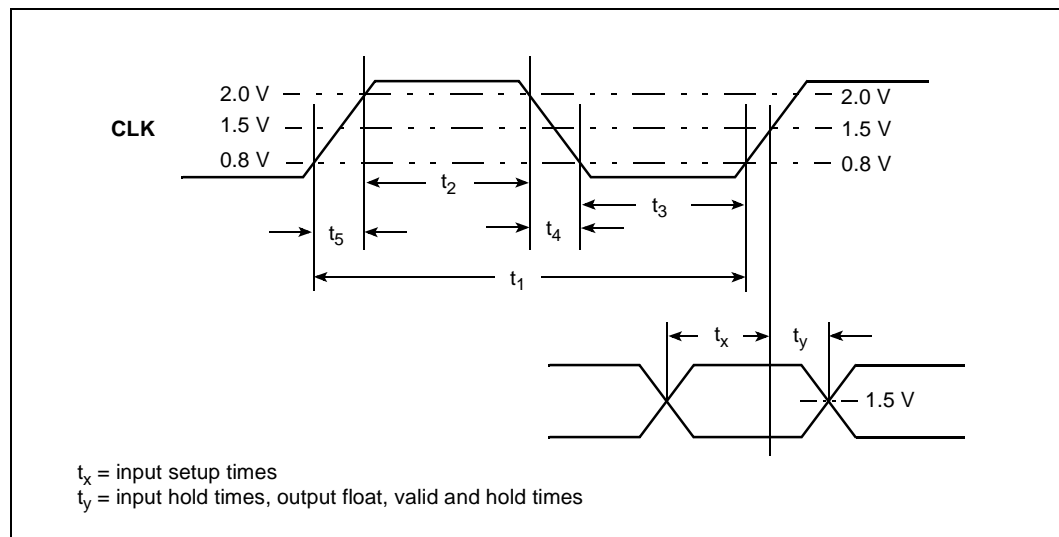 2.0 V 2.0 V
CLK 1.5 V 1.5 V
0.8 V 0.8 V
t2
t3
t5 t4
t1
tx ty
1.5 V
tx = input setup times
ty = input hold times, output float, valid and hold times